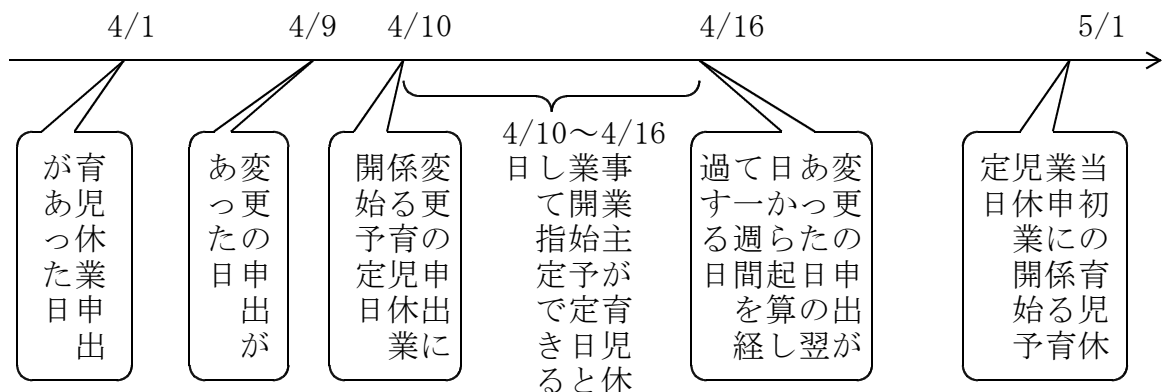 4/1
4/9
4/10
4/16
5/1
育児休業申出
があった日
変更の申出が
あった日
変更の申出に
係る育児休業
開始予定日
4/10～4/16
事業主が育児休
業開始予定日と
して指定できる
日
変更の申出が
あった日の翌
日から起算し
て一週間を経
過する日
当初の育児休
業申に係る育
児休業開始予
定日